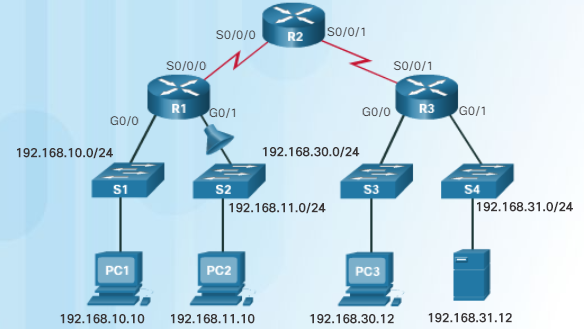 R2
S0/0/0
S0/0/1
S0/0/0
S0/0/1
R1
R3
G0/0
G0/1
G0/0
G0/1
192.168.10.0/24
192.168.30.0/24
S1
S2
S3
S4
192.168.11.0/24
192.168.31.0/24
PC1
PC2
PC3
192.168.10.10
192.168.11.10
192.168.30.12
192.168.31.12